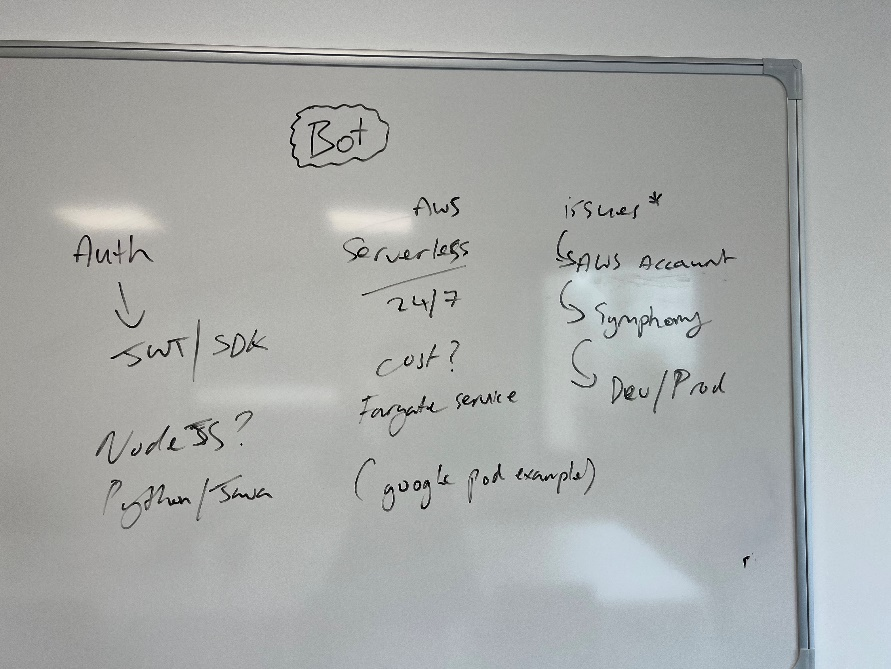 Bot
Auth
JWT/SDK
NodeJS?
Python/Java
AWS
Serverless
24/7
cost?
Fargate service
(google pod example)
issues*
AWS Account
Symphony
Dev/Prod